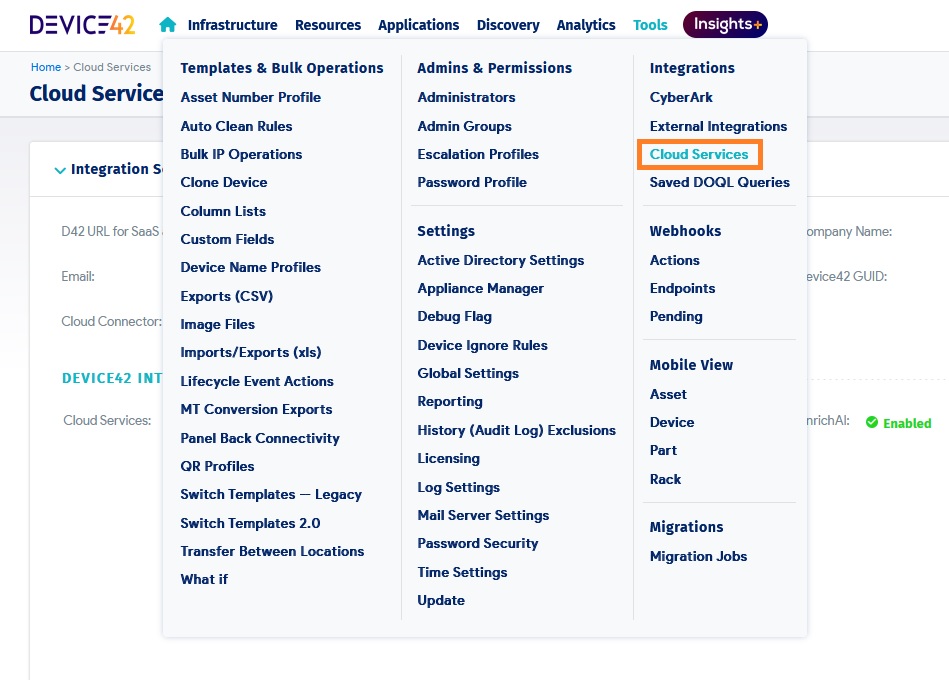 DEVICE42
Infrastructure Resources Applications Discovery Analytics Tools Insights+
Home > Cloud Services
Cloud Service
Integration S
D42 URL for SaaS
Email:
Cloud Connector:
DEVICE42 INT
Cloud Services:
Templates & Bulk Operations
Asset Number Profile
Auto Clean Rules
Bulk IP Operations
Clone Device
Column Lists
Custom Fields
Device Name Profiles
Exports (CSV)
Image Files
Imports/Exports (xls)
Lifecycle Event Actions
MT Conversion Exports
Panel Back Connectivity
QR Profiles
Switch Templates — Legacy
Switch Templates 2.0
Transfer Between Locations
What if
Admins & Permissions
Administrators
Admin Groups
Escalation Profiles
Password Profile
Settings
Active Directory Settings
Appliance Manager
Debug Flag
Device Ignore Rules
Global Settings
Reporting
History (Audit Log) Exclusions
Licensing
Log Settings
Mail Server Settings
Password Security
Time Settings
Update
Integrations
CyberArk
External Integrations
Cloud Services
Saved DOQL Queries
Webhooks
Actions
Endpoints
Pending
Mobile View
Asset
Device
Part
Rack
Migrations
Migration Jobs
ompany Name:
evice42 GUID:
nrichAI: Enabled